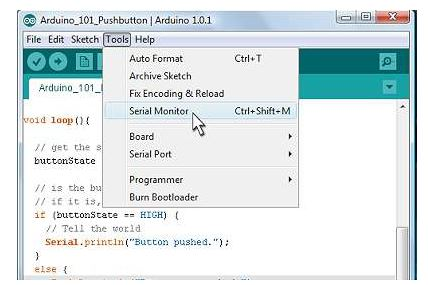 Arduino_101_Pushbutton | Arduino 1.0.1
File Edit Sketch Tools Help
Auto Format Ctrl+T
Archive Sketch
Fix Encoding & Reload
Serial Monitor Ctrl+Shift+M
Board
Serial Port
Programmer
Burn Bootloader
Arduino_101_
void loop(){
// get the s
buttonState
// is the bu
// if it is,
if (buttonState == HIGH) {
// Tell the world
Serial.println("Button pushed.");
}
else {